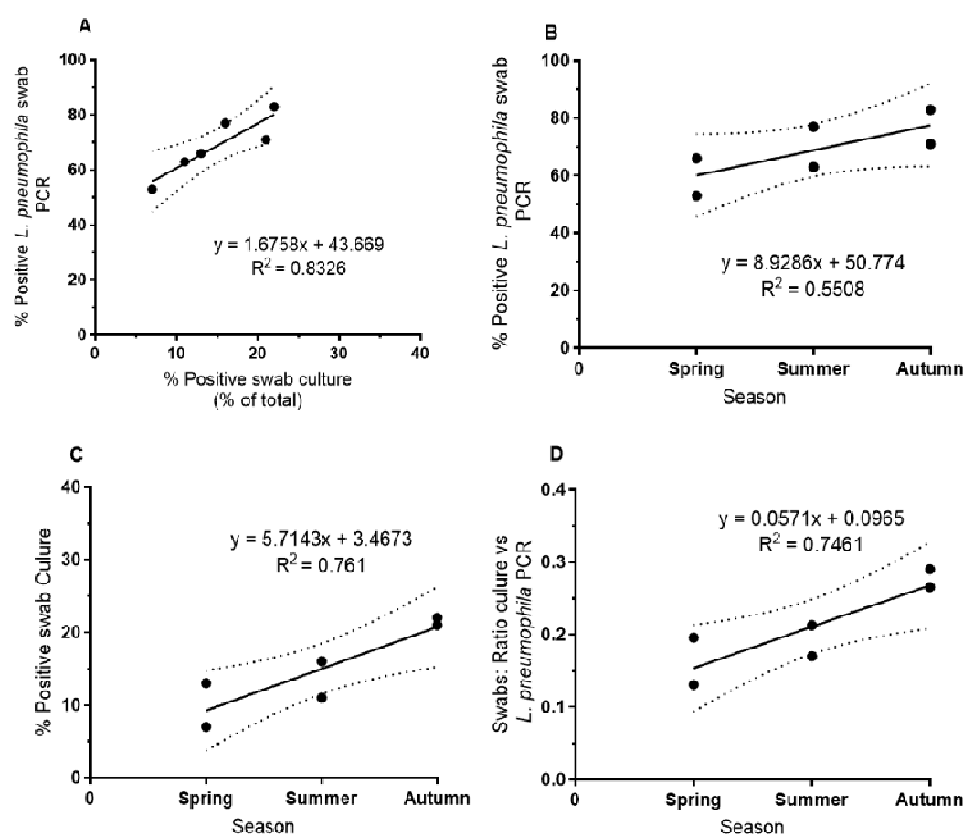 A
% Positive L. pneumophila swab
PCR
100
80
60
40
20
0
0
10
20
30
40
y = 1.6758x + 43.669
R2 = 0.8326
% Positive swab culture
(% of total)
B
% Positive L. pneumophila swab
PCR
100
80
60
40
20
0
0
Spring
Summer
Autumn
y = 8.9286x + 50.774
R2 = 0.5508
Season
C
% Positive swab Culure
40
30
20
10
0
0
Spring
Summer
Autumn
y = 5.7143x + 3.4673
R2 = 0.761
Season
D
Swabs: Ratio culure vs
L. pneumophila PCR
0.4
0.3
0.2
0.1
0.0
0
Spring
Summer
Autumn
y = 0.0571x + 0.0965
R2 = 0.7461
Season